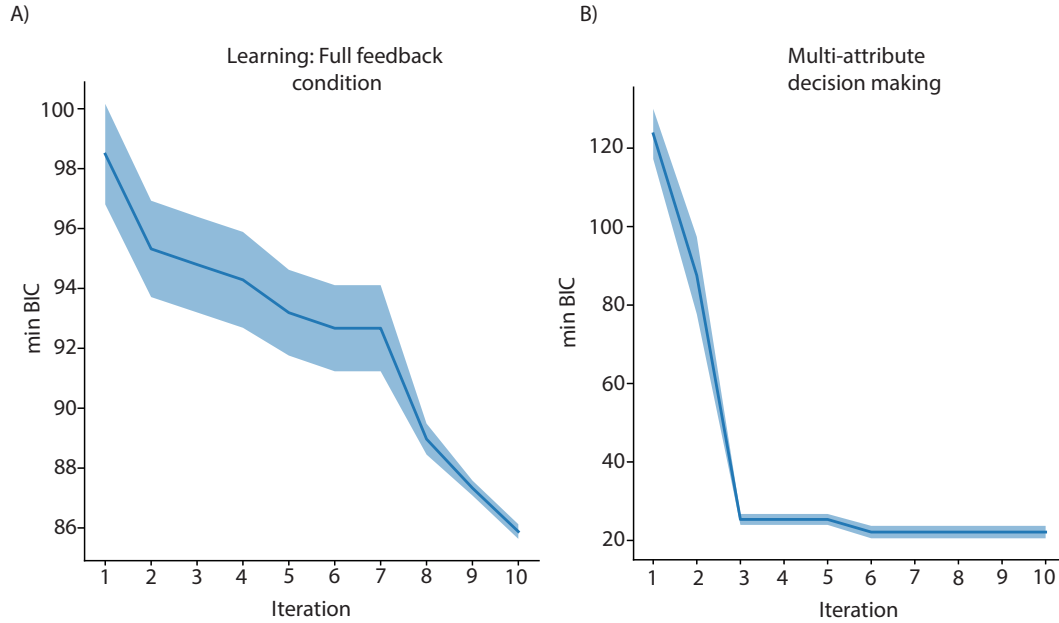 A)
Learning: Full feedback
condition
100
98
96
94
92
90
88
86
min BIC
1 2 3 4 5 6 7 8 9 10
Iteration
B)
Multi-attribute
decision making
120
100
80
60
40
20
min BIC
1 2 3 4 5 6 7 8 9 10
Iteration